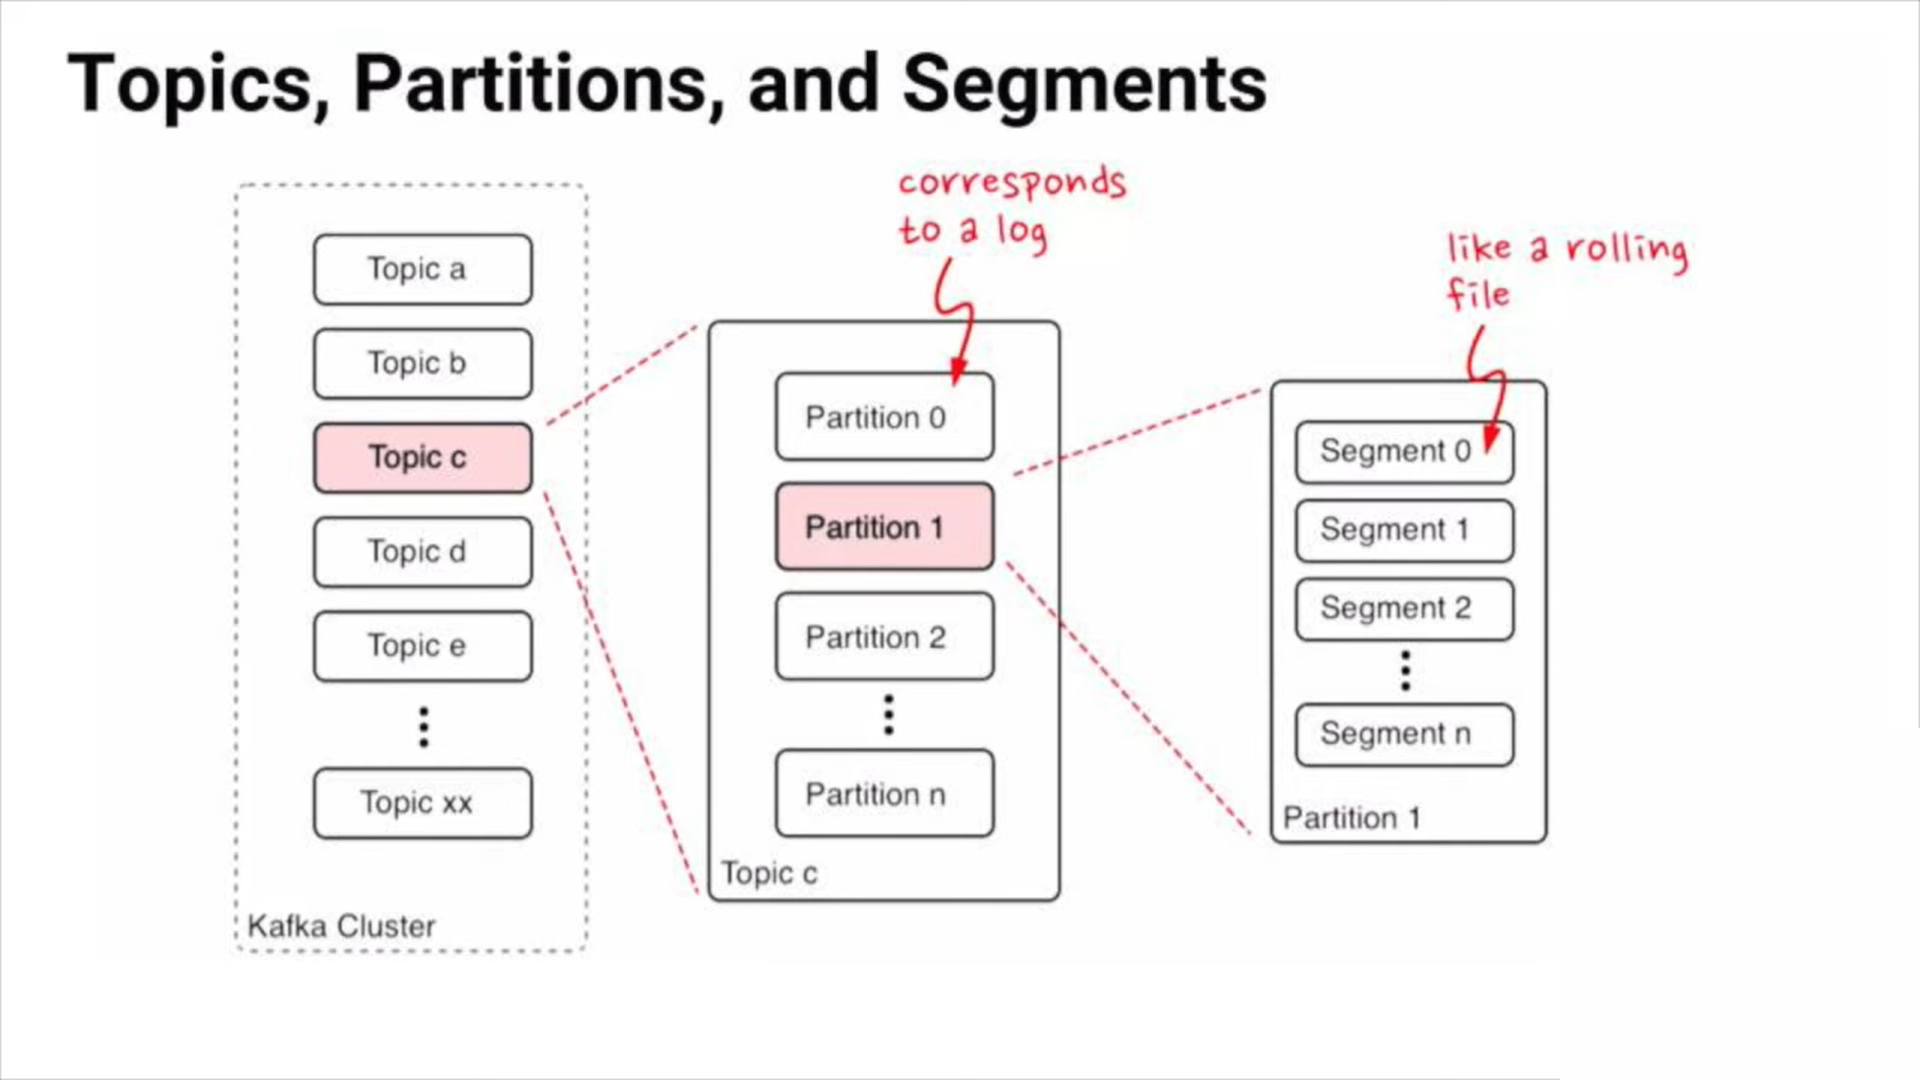 Topics, Partitions, and Segments
Topic a
Topic b
Topic c
Topic d
Topic e
Topic xx
Kafka Cluster
corresponds
to a log
Partition 0
Partition 1
Partition 2
Partition n
Topic c
like a rolling
file
Segment 0
Segment 1
Segment 2
Segment n
Partition 1